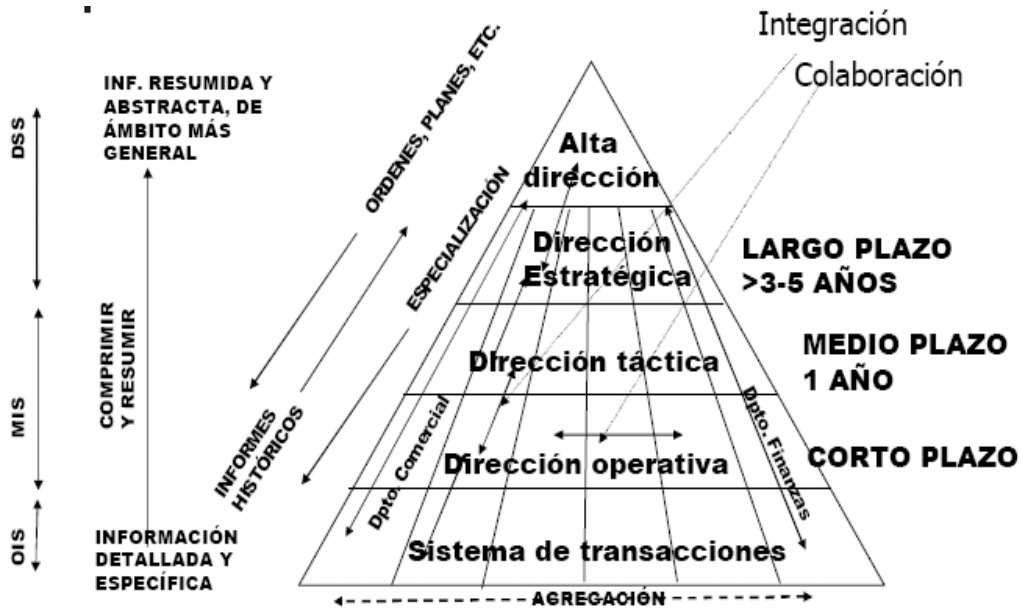 Integración
Colaboración
INF. RESUMIDA Y
ABSTRACTA, DE
ÁMBITO MÁS
GENERAL
ORDENES, PLANES, ETC.
ESPECIALIZACIÓN
DSS
Alta
dirección
Dirección
Estratégica
LARGO PLAZO
>3-5 AÑOS
COMPRIMIR
Y RESUMIR
MIS
Dirección táctica
MEDIO PLAZO
1 AÑO
INFORMES
HISTÓRICOS
Dpto. Comercial
Dpto. Finanzas
Dirección operativa
CORTO PLAZO
OIS
INFORMACIÓN
DETALLADA Y
ESPECÍFICA
Sistema de transacciones
AGREGACIÓN